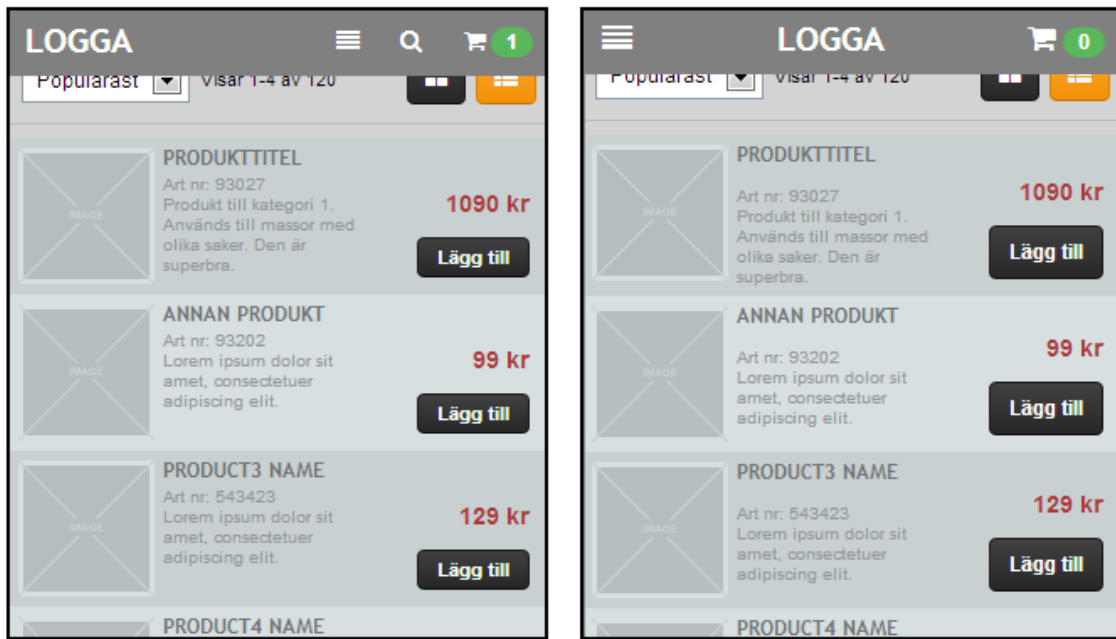 LOGGA
1
Popularast
Visar 1-4 av 120
IMAGE
PRODUKTTITEL
Art nr: 93027
Produkt till kategori 1.
Används till massor med
olika saker. Den är
superbra.
1090 kr
Lägg till
IMAGE
ANNAN PRODUKT
Art nr: 93202
Lorem ipsum dolor sit
amet, consectetuer
adipiscing elit.
99 kr
Lägg till
IMAGE
PRODUCT3 NAME
Art nr: 543423
Lorem ipsum dolor sit
amet, consectetuer
adipiscing elit.
129 kr
Lägg till
PRODUCT4 NAME
LOGGA
0
Popularast
Visar 1-4 av 120
IMAGE
PRODUKTTITEL
Art nr: 93027
Produkt till kategori 1.
Används till massor med
olika saker. Den är
superbra.
1090 kr
Lägg till
IMAGE
ANNAN PRODUKT
Art nr: 93202
Lorem ipsum dolor sit
amet, consectetuer
adipiscing elit.
99 kr
Lägg till
IMAGE
PRODUCT3 NAME
Art nr: 543423
Lorem ipsum dolor sit
amet, consectetuer
adipiscing elit.
129 kr
Lägg till
PRODUCT4 NAME